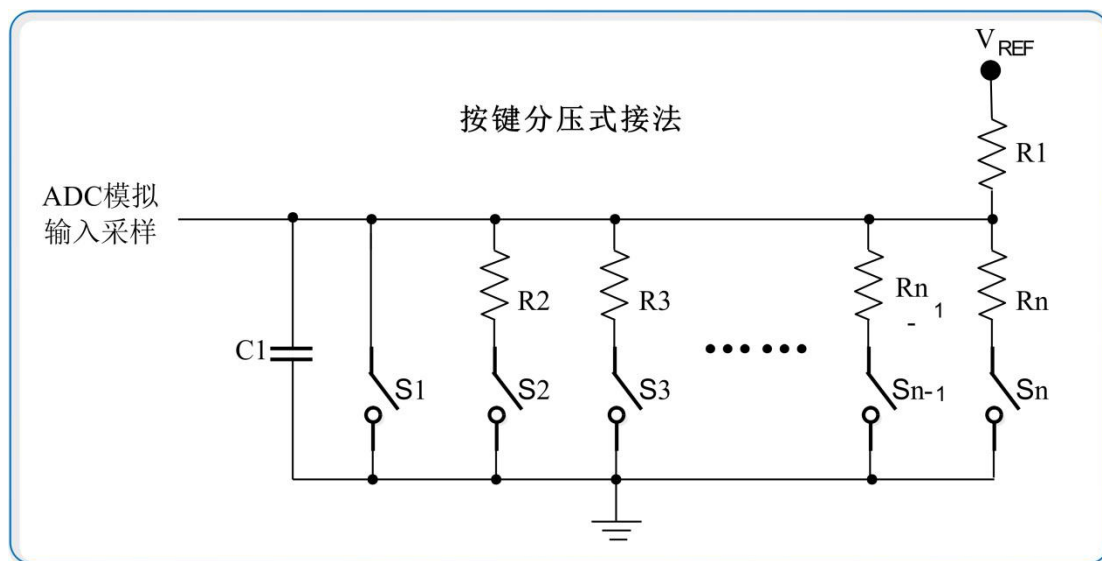 VREF
按键分压式接法
R1
ADC模拟
输入采样
R2
R3
Rn-1
Rn
C1
S1
S2
S3
......
Sn-1
Sn